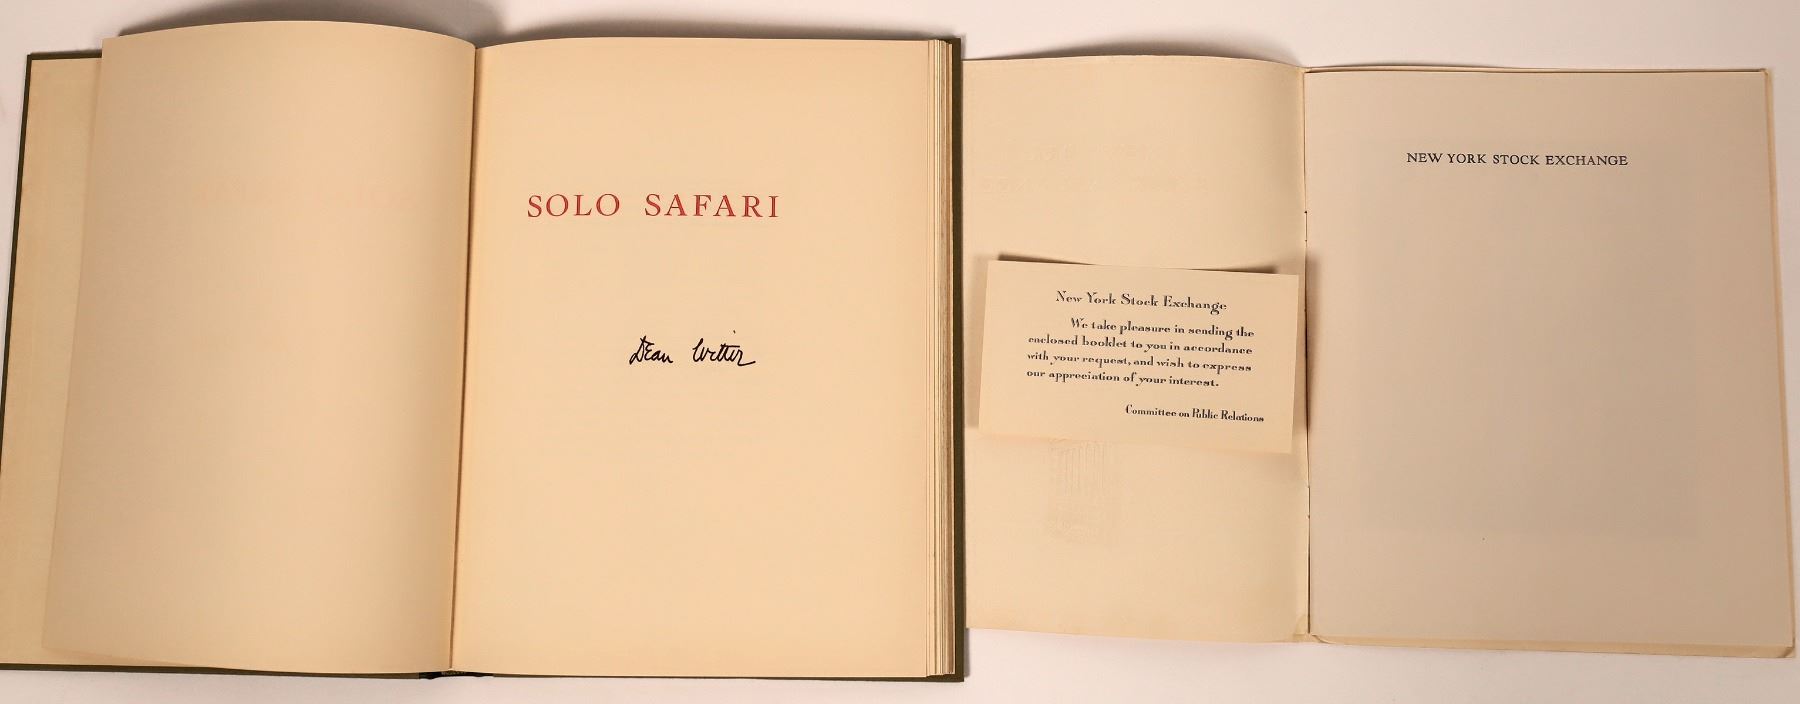 SOLO SAFARI
Dean Witter
New York Stock Exchange
We take pleasure in sending the
enclosed booklet to you in accordance
with your request, and wish to express
our appreciation of your interest.
Committee on Public Relations
NEW YORK STOCK EXCHANGE